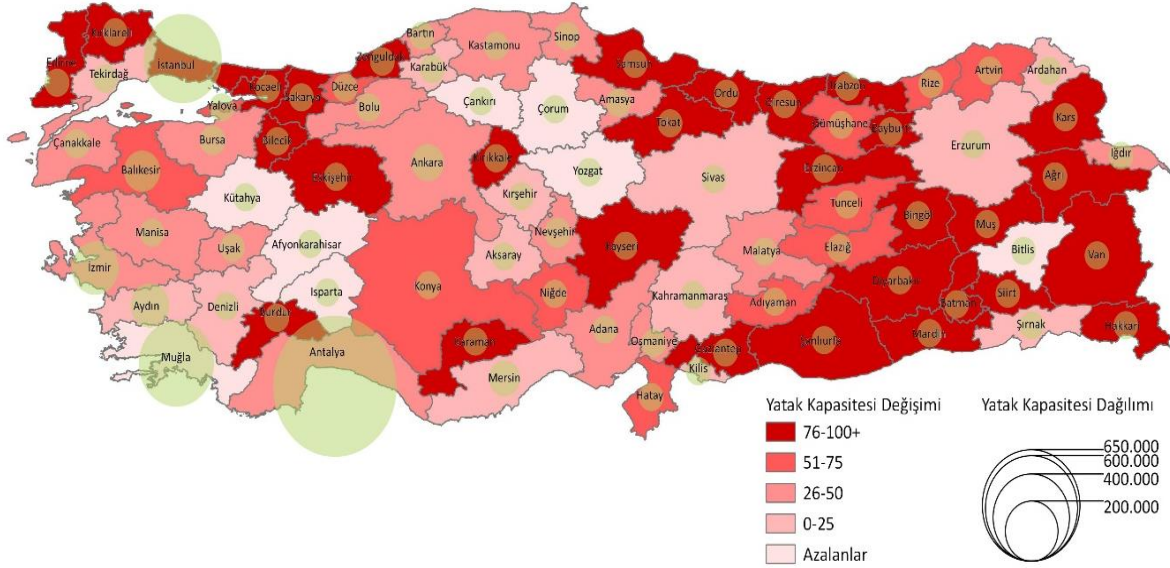 Kırklareli
Edirne
Tekirdağ
İstanbul
Kocaeli
Yalova
Sakarya
Düzce
Zonguldak
Bartın
Karabük
Kastamonu
Sinop
Samsun
Ordu
Giresun
Trabzon
Rize
Artvin
Ardahan
Bolu
Çankırı
Çorum
Amasya
Tokat
Gümüşhane
Bayburt
Kars
Iğdır
Erzurum
Çanakkale
Balıkesir
Bursa
Bilecik
Eskişehir
Ankara
Kırıkkale
Yozgat
Sivas
Erzincan
Ağrı
Kütahya
Kırşehir
Tunceli
Bingö
Muş
Manisa
Uşak
Afyonkarahisar
Nevşehir
Kayseri
Malatya
Elazığ
Bitlis
Van
İzmir
Aksaray
Isparta
Konya
Niğde
Kahramanmaraş
Adıyaman
Diyarbakı
Batman
Siirt
Aydın
Denizli
Burdur
Antalya
Karaman
Adana
Osmaniye
Gaziantep
Şanlıurfa
Mardin
Şırnak
Hakkari
Muğla
Mersin
Kilis
Hatay
Yatak Kapasitesi Değişimi
76-100+
51-75
26-50
0-25
Azalanlar
Yatak Kapasitesi Dağılımı
650.000
600.000
400.000
200.000